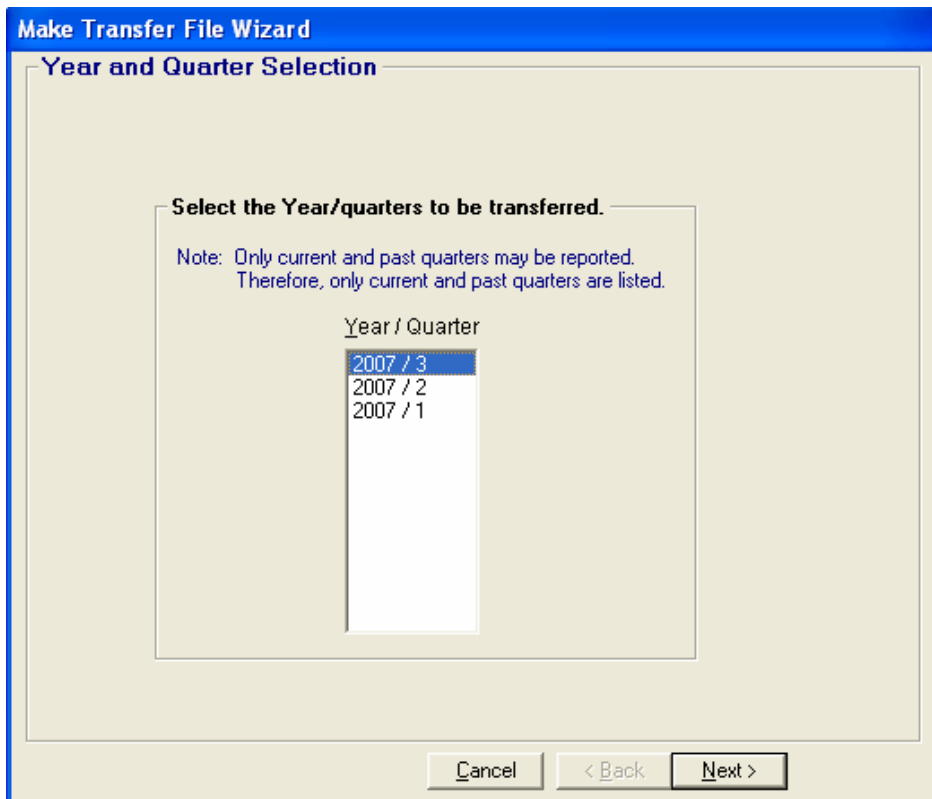 Make Transfer File Wizard
Year and Quarter Selection
Select the Year/quarters to be transferred.
Note: Only current and past quarters may be reported.
Therefore, only current and past quarters are listed.
Year / Quarter
2007 / 3
2007 / 2
2007 / 1
Cancel
< Back
Next >